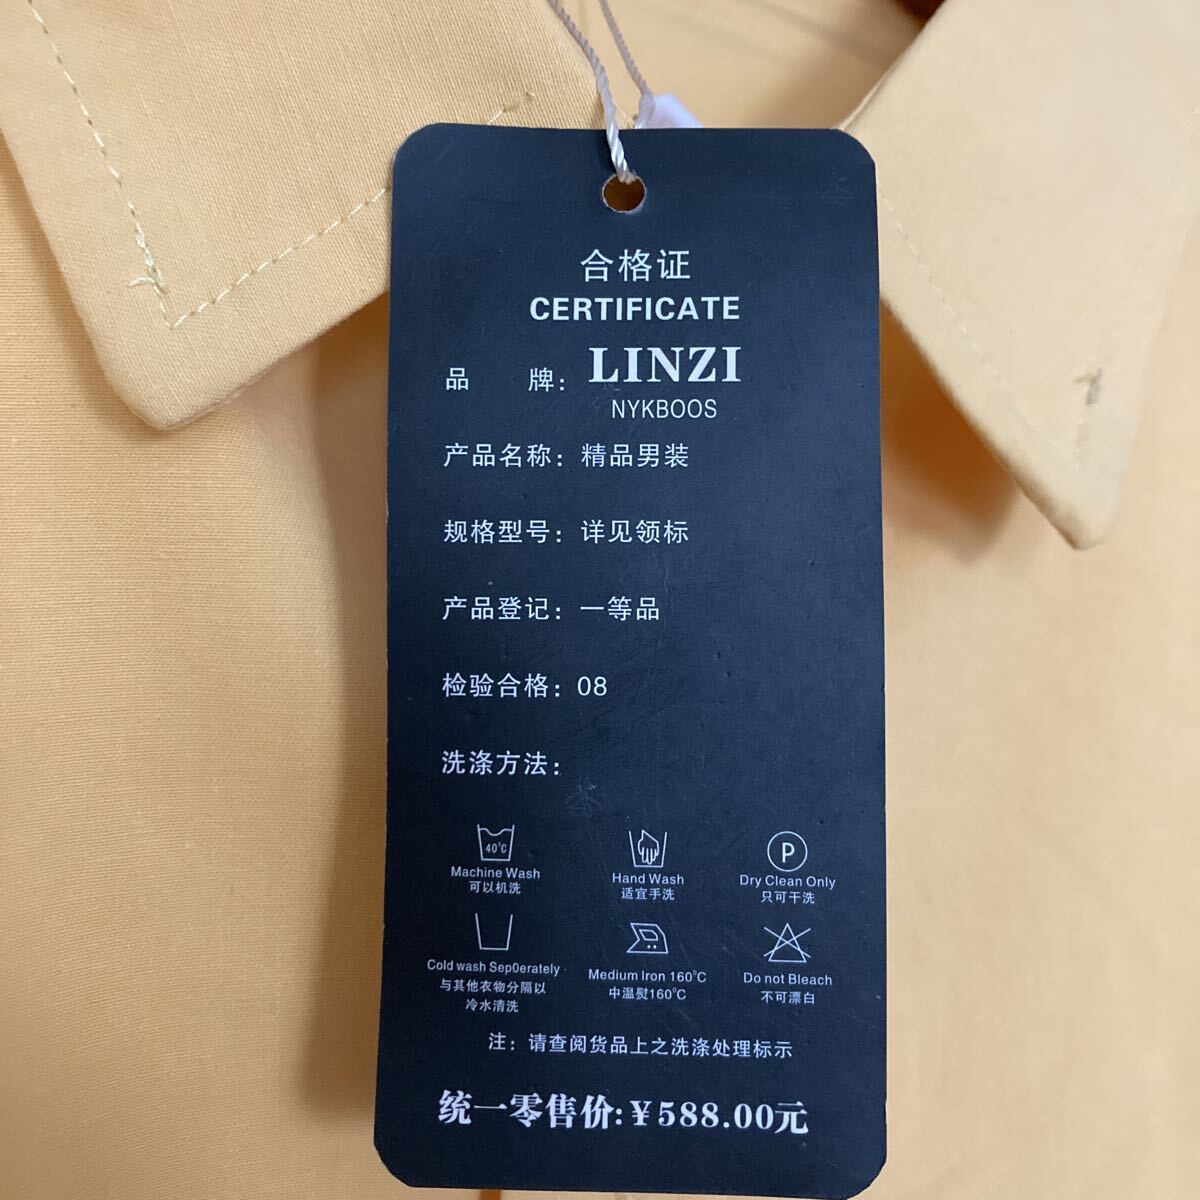 合格证
CERTIFICATE
品 牌: LINZI
NYKBOOS
产品名称: 精品男装
规格型号: 详见领标
产品登记: 一等品
检验合格: 08
洗涤方法:
40°C P
Machine Wash Hand Wash Dry Clean Only
可以机洗 适宜手洗 只可干洗
Cold wash Sep0erately Medium Iron 160°C Do not Bleach
与其他衣物分隔以 中温熨160°C 不可漂白
冷水清洗
注: 请查阅货品上之洗涤处理标示
统一零售价:¥588.00元